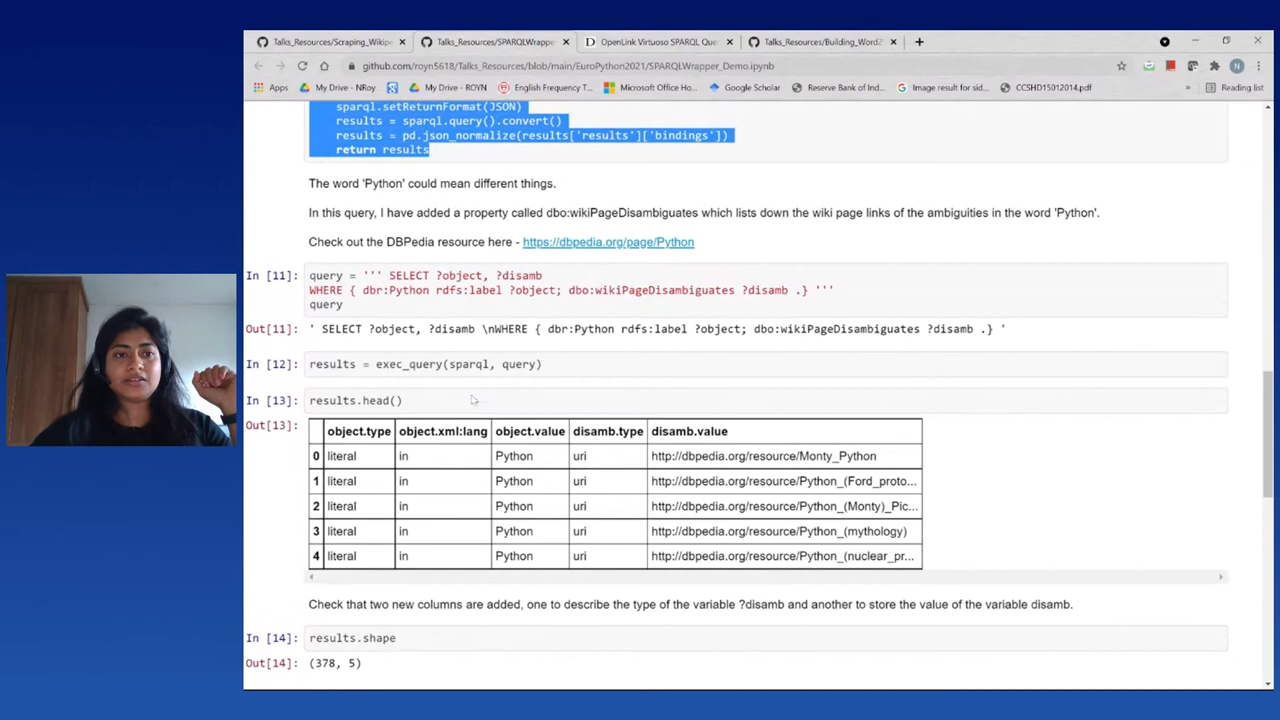 Talks_Resources/Scraping_Wikipe
Talks_Resources/SPARQLWrappe
OpenLink Virtuoso SPARQL Que
Talks_Resources/Building_Word2
github.com/royn5618/Talks_Resources/blob/main/EuroPython2021/SPARQLWrapper_Demo.ipynb
Apps
My Drive - NRoy
My Drive - ROYN
English Frequency T...
Microsoft Office Ho...
Google Scholar
Reserve Bank of Ind...
Image result for sid...
CCSHD15012014.pdf
»
Reading list
sparql.setReturnFormat(JSON)
results = sparql.query().convert()
results = pd.json_normalize(results['results']['bindings'])
return results
The word 'Python' could mean different things.
In this query, I have added a property called dbo:wikiPageDisambiguates which lists down the wiki page links of the ambiguities in the word 'Python'.
Check out the DBPedia resource here - https://dbpedia.org/page/Python
In [11]: query = ''' SELECT ?object, ?disamb
WHERE { dbr:Python rdfs:label ?object; dbo:wikiPageDisambiguates ?disamb .} '''
query
Out[11]: ' SELECT ?object, ?disamb \nWHERE { dbr:Python rdfs:label ?object; dbo:wikiPageDisambiguates ?disamb .} '
In [12]: results = exec_query(sparql, query)
In [13]: results.head()
Out[13]:
object.type object.xml:lang object.value disamb.type disamb.value
0 literal in Python uri http://dbpedia.org/resource/Monty_Python
1 literal in Python uri http://dbpedia.org/resource/Python_(Ford_proto...
2 literal in Python uri http://dbpedia.org/resource/Python_(Monty)_Pic...
3 literal in Python uri http://dbpedia.org/resource/Python_(mythology)
4 literal in Python uri http://dbpedia.org/resource/Python_(nuclear_pr...
Check that two new columns are added, one to describe the type of the variable ?disamb and another to store the value of the variable disamb.
In [14]: results.shape
Out[14]: (378, 5)